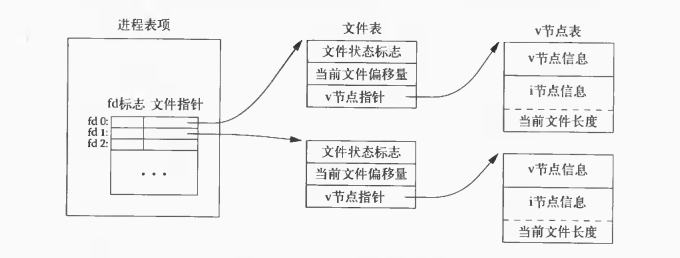 进程表项
fd标志 文件指针
fd 0:
fd 1:
fd 2:
• • •
文件表
文件状态标志
当前文件偏移量
v节点指针
文件状态标志
当前文件偏移量
v节点指针
v节点表
v节点信息
i节点信息
当前文件长度
v节点信息
i节点信息
当前文件长度